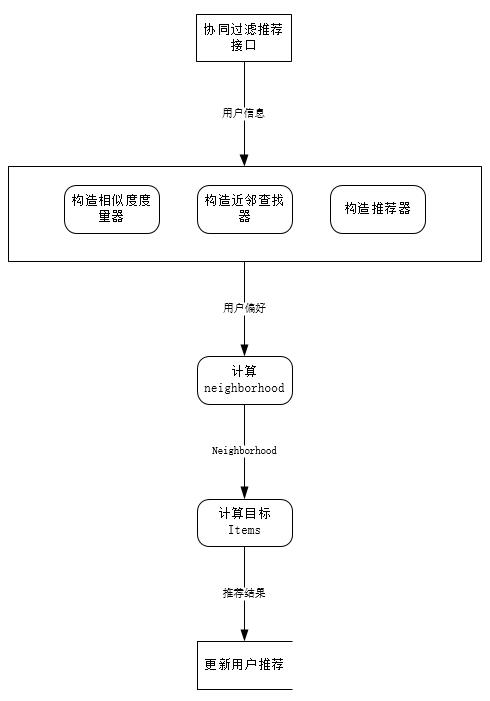 协同过滤推荐
接口
用户信息
构造相似度度
量器
构造近邻查找
器
构造推荐器
用户偏好
计算
neighborhood
Neighborhood
计算目标
Items
推荐结果
更新用户推荐